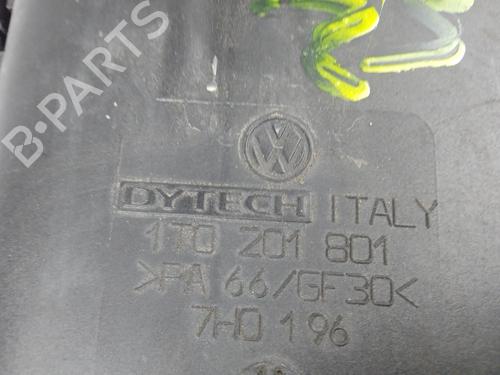 B-PARTS
DYTECH ITALY
1T0 201 801
>PA 66/GF30<
7H0 196